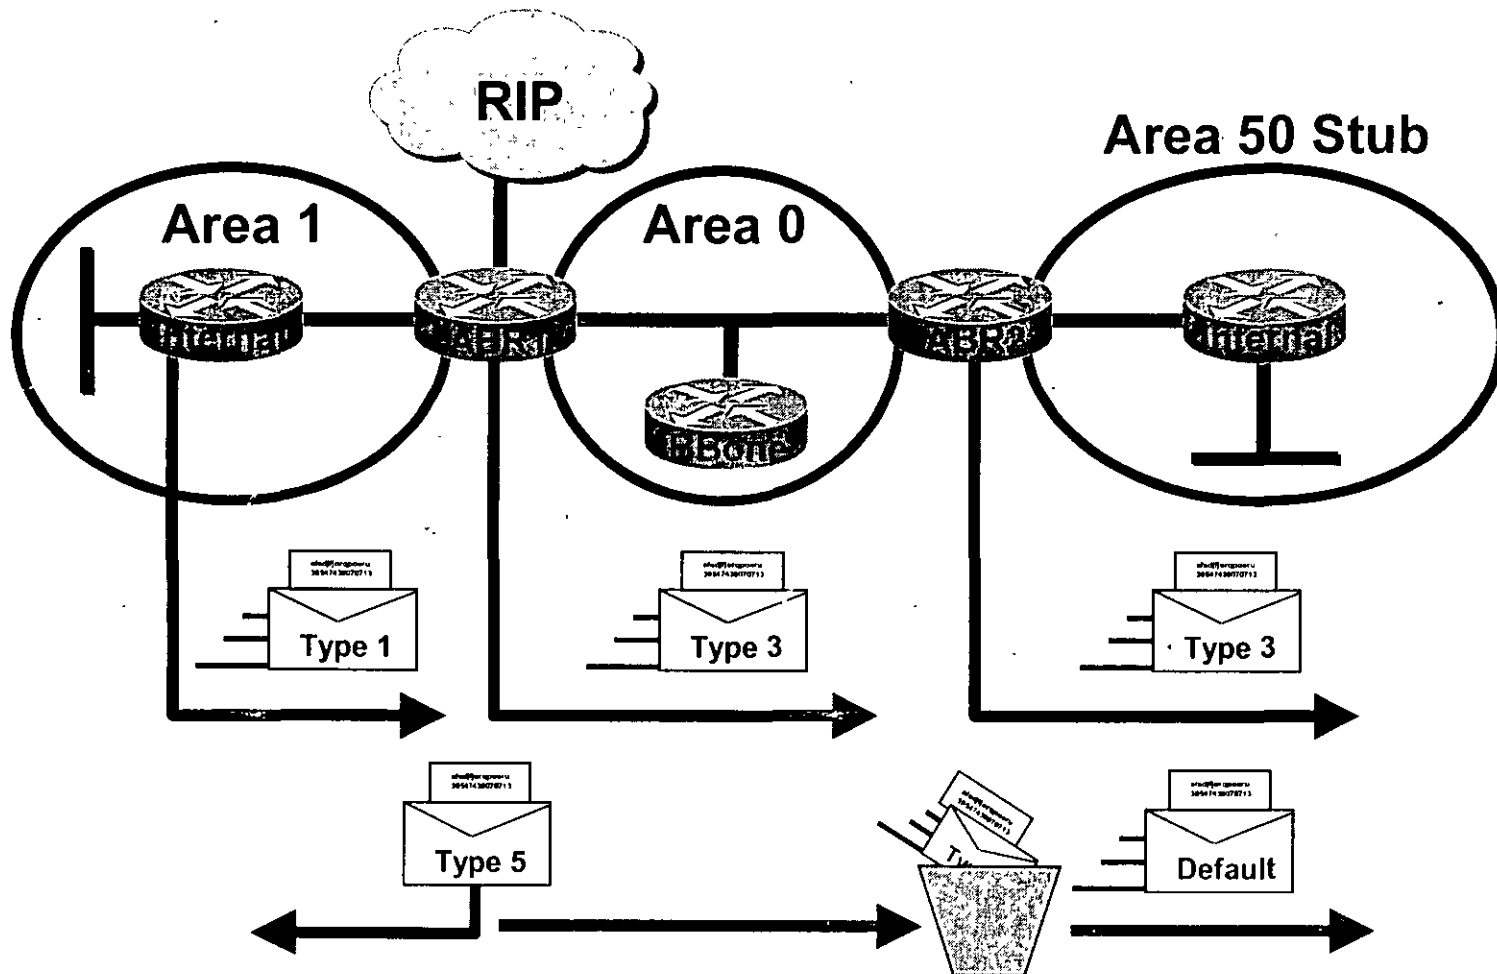 RIP
Area 50 Stub
Area 1
Area 0
Internal
ABR1
ABR2
Internal
BBone
Type 1
Type 3
Type 3
Type 5
Default